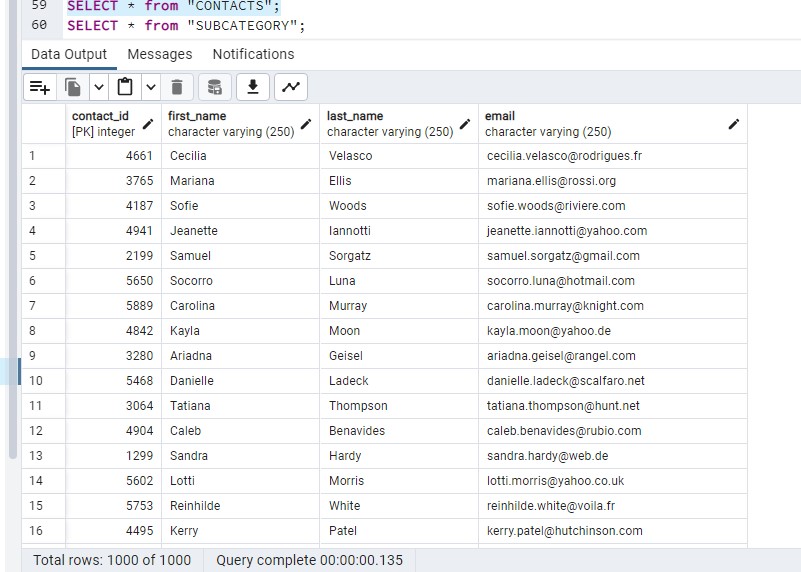 59 SELECT * from "CONTACTS";
60 SELECT * from "SUBCATEGORY";
Data Output Messages Notifications
contact_id first_name last_name email
[PK] integer character varying (250) character varying (250) character varying (250)
1 4661 Cecilia Velasco cecilia.velasco@rodrigues.fr
2 3765 Mariana Ellis mariana.ellis@rossi.org
3 4187 Sofie Woods sofie.woods@riviere.com
4 4941 Jeanette Iannotti jeanette.iannotti@yahoo.com
5 2199 Samuel Sorgatz samuel.sorgatz@gmail.com
6 5650 Socorro Luna socorro.luna@hotmail.com
7 5889 Carolina Murray carolina.murray@knight.com
8 4842 Kayla Moon kayla.moon@yahoo.de
9 3280 Ariadna Geisel ariadna.geisel@rangel.com
10 5468 Danielle Ladeck danielle.ladeck@scalfaro.net
11 3064 Tatiana Thompson tatiana.thompson@hunt.net
12 4904 Caleb Benavides caleb.benavides@rubio.com
13 1299 Sandra Hardy sandra.hardy@web.de
14 5602 Lotti Morris lotti.morris@yahoo.co.uk
15 5753 Reinhilde White reinhilde.white@voila.fr
16 4495 Kerry Patel kerry.patel@hutchinson.com
Total rows: 1000 of 1000 Query complete 00:00:00.135